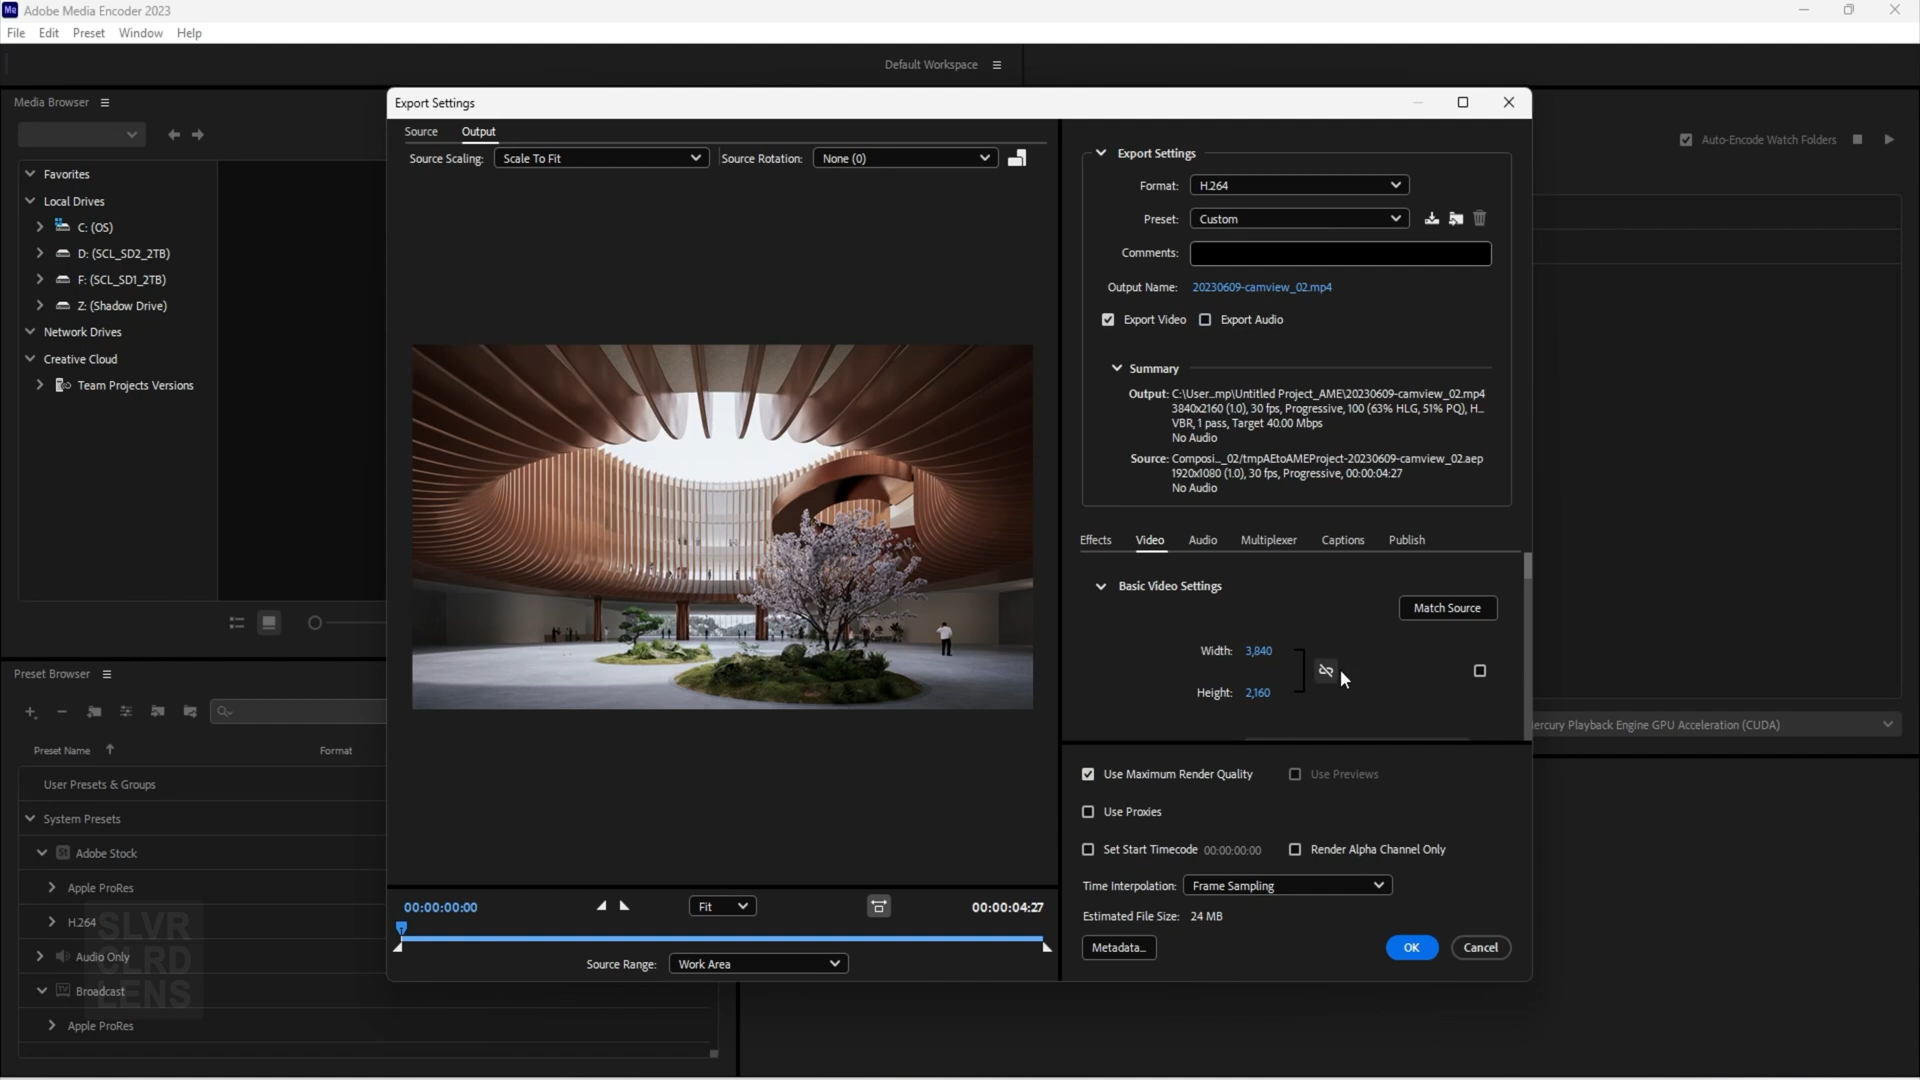 Me Adobe Media Encoder 2023
File Edit Preset Window Help
Default Workspace
Media Browser
Favorites
Local Drives
C: (OS)
D: (SCL_SD2_2TB)
F: (SCL_SD1_2TB)
Z: (Shadow Drive)
Network Drives
Creative Cloud
Team Projects Versions
Preset Browser
Preset Name Format
User Presets & Groups
System Presets
St Adobe Stock
Apple ProRes
H.264
Audio Only
TV Broadcast
Apple ProRes
SLVR
CLRD
LENS
Export Settings
Source Output
Source Scaling: Scale To Fit Source Rotation: None (0)
00:00:00:00 Fit 00:00:04:27
Source Range: Work Area
Export Settings
Format: H.264
Preset: Custom
Comments:
Output Name: 20230609-camview_02.mp4
Export Video Export Audio
Summary
Output: C:\User...mp\Untitled Project_AME\20230609-camview_02.mp4
3840x2160 (1.0), 30 fps, Progressive, 100 (63% HLG, 51% PQ), H...
VBR, 1 pass, Target 40.00 Mbps
No Audio
Source: Composi..._02/tmpAEtoAMEProject-20230609-camview_02.aep
1920x1080 (1.0), 30 fps, Progressive, 00:00:04:27
No Audio
Effects Video Audio Multiplexer Captions Publish
Basic Video Settings
Match Source
Width: 3,840
Height: 2,160
Use Maximum Render Quality Use Previews
Use Proxies
Set Start Timecode 00:00:00:00 Render Alpha Channel Only
Time Interpolation: Frame Sampling
Estimated File Size: 24 MB
Metadata... OK Cancel
Auto-Encode Watch Folders
ercury Playback Engine GPU Acceleration (CUDA)